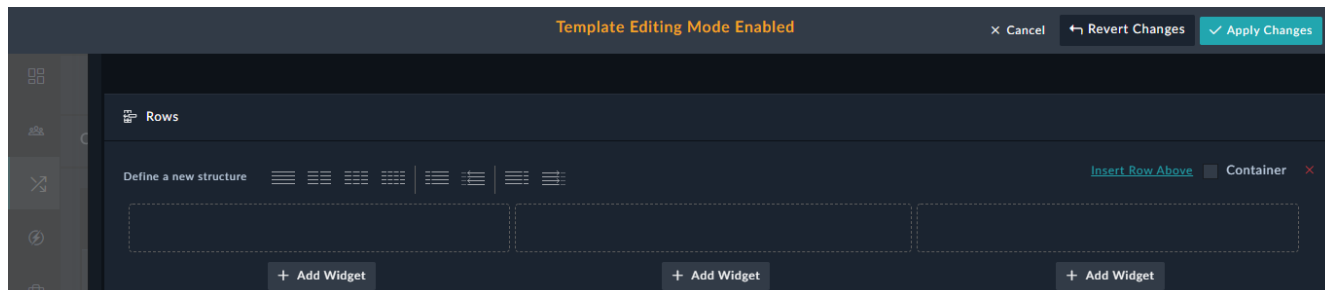 Template Editing Mode Enabled
Cancel
Revert Changes
Apply Changes
Rows
Define a new structure
Insert Row Above
Container
Add Widget
Add Widget
Add Widget